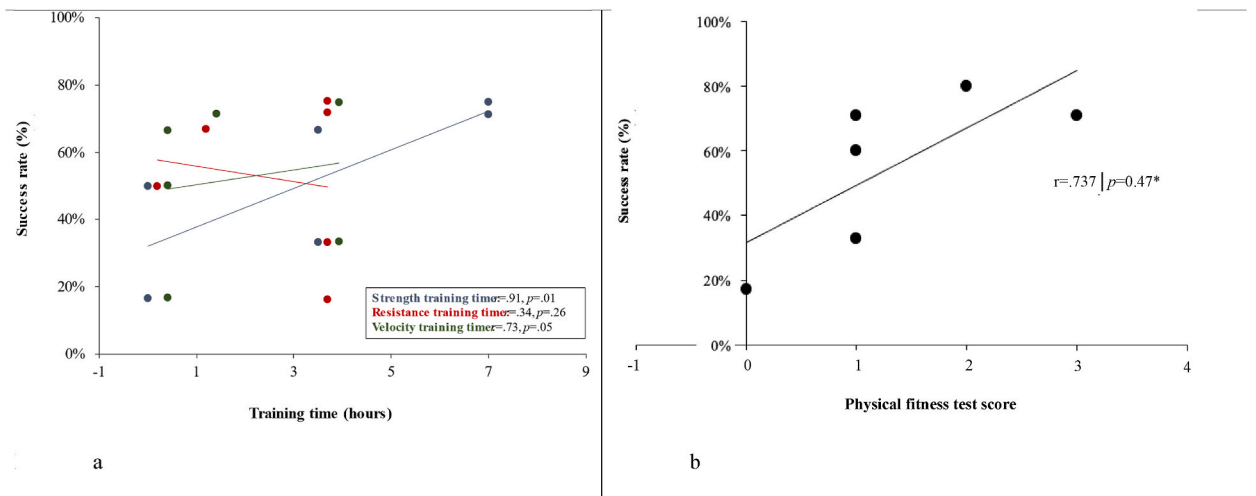 100%
80%
60%
40%
20%
0%
-1
1
3
5
7
9
Success rate (%)
Training time (hours)
Strength training time:r=.91, p=.01
Resistance training time:r=.34, p=.26
Velocity training time:r=.73, p=.05
a
100%
80%
60%
40%
20%
0%
-1
0
1
2
3
4
Success rate (%)
Physical fitness test score
r=.737 | p=0.47*
b